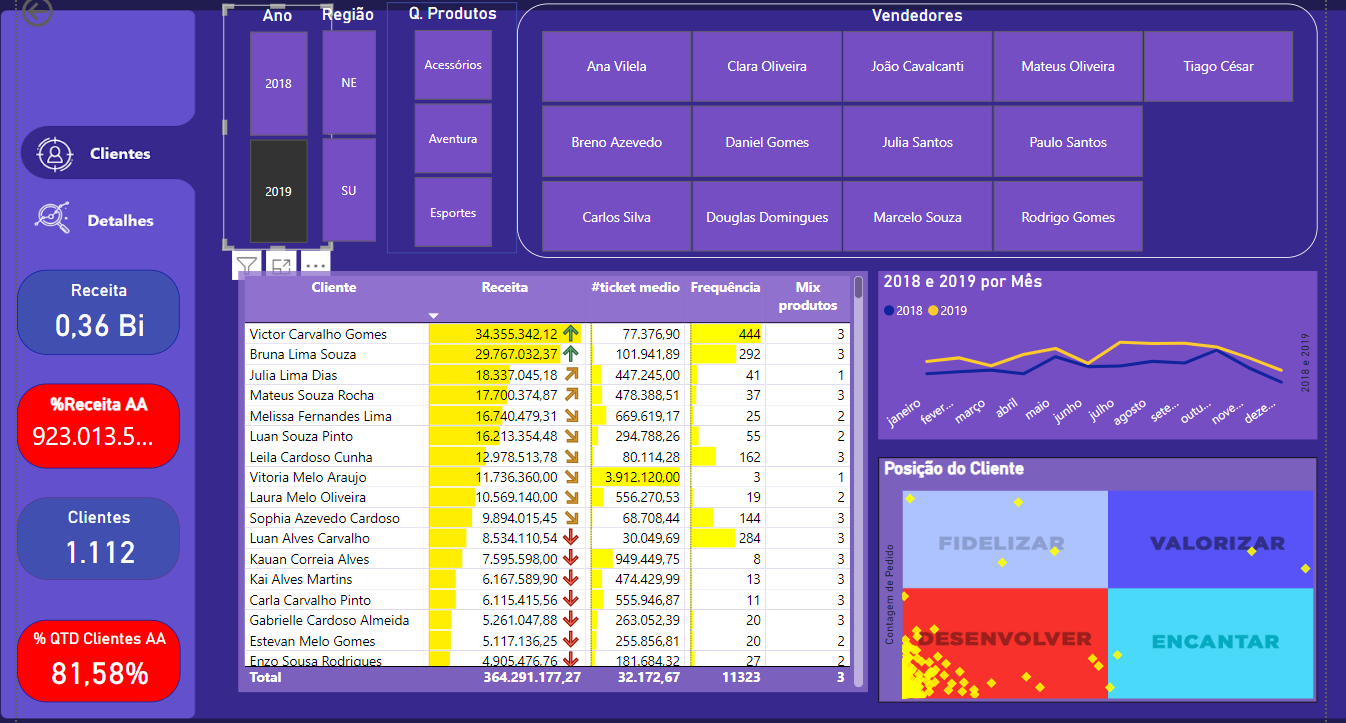 Ano
Região
Q. Produtos
Vendedores
2018
2019
NE
SU
Acessórios
Aventura
Esportes
Ana Vilela
Clara Oliveira
João Cavalcanti
Mateus Oliveira
Tiago César
Breno Azevedo
Daniel Gomes
Julia Santos
Paulo Santos
Carlos Silva
Douglas Domingues
Marcelo Souza
Rodrigo Gomes
Clientes
Detalhes
Receita
0,36 Bi
%Receita AA
923.013.5...
Clientes
1.112
% QTD Clientes AA
81,58%
Cliente Receita #ticket medio Frequência Mix produtos
Victor Carvalho Gomes 34.355.342,12 77.376,90 444 3
Bruna Lima Souza 29.767.032,37 101.941,89 292 3
Julia Lima Dias 18.337.045,18 447.245,00 41 1
Mateus Souza Rocha 17.700.374,87 478.388,51 37 3
Melissa Fernandes Lima 16.740.479,31 669.619,17 25 2
Luan Souza Pinto 16.213.354,48 294.788,26 55 2
Leila Cardoso Cunha 12.978.513,78 80.114,28 162 3
Vitoria Melo Araujo 11.736.360,00 3.912.120,00 3 1
Laura Melo Oliveira 10.569.140,00 556.270,53 19 2
Sophia Azevedo Cardoso 9.894.015,45 68.708,44 144 3
Luan Alves Carvalho 8.534.110,54 30.049,69 284 3
Kauan Correia Alves 7.595.598,00 949.449,75 8 3
Kai Alves Martins 6.167.589,90 474.429,99 13 3
Carla Carvalho Pinto 6.115.415,56 555.946,87 11 3
Gabrielle Cardoso Almeida 5.261.047,88 263.052,39 20 3
Estevan Melo Gomes 5.117.136,25 255.856,81 20 2
Enzo Sousa Rodrigues 4.905.476,76 181.684,32 27 2
Total 364.291.177,27 32.172,67 11323 3
2018 e 2019 por Mês
2018 2019
2018 e 2019
janeiro
fever...
março
abril
maio
junho
julho
agosto
sete...
outu...
nove...
deze...
Posição do Cliente
Contagem de Pedido
FIDELIZAR
VALORIZAR
DESENVOLVER
ENCANTAR